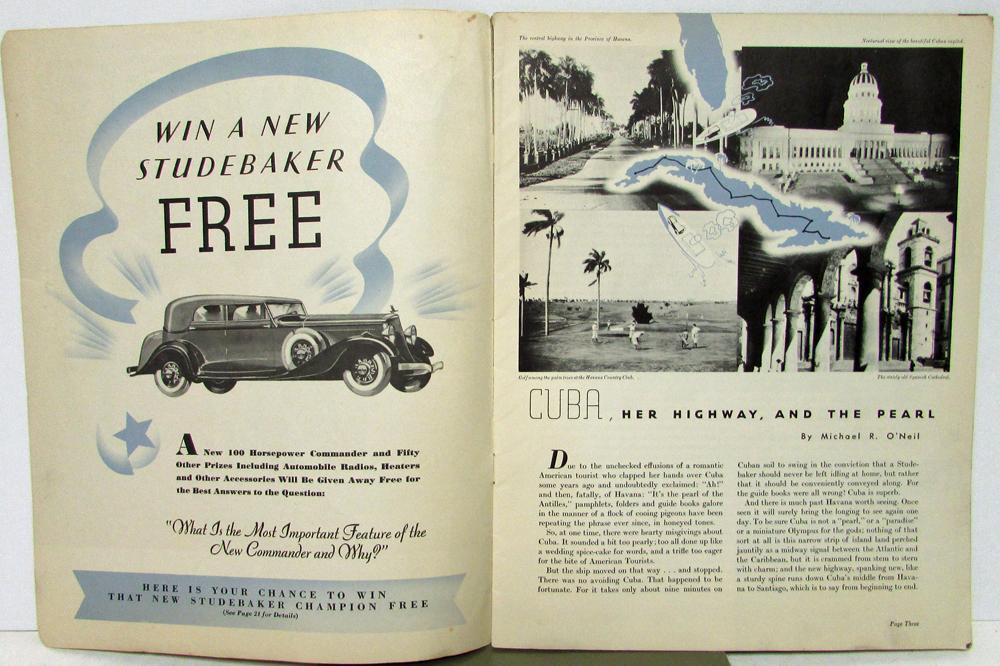 WIN A NEW
STUDEBAKER
FREE
A New 100 Horsepower Commander and Fifty
Other Prizes Including Automobile Radios, Heaters
and Other Accessories Will Be Given Away Free for
the Best Answers to the Question:
"What Is the Most Important Feature of the
New Commander and Why?"
HERE IS YOUR CHANCE TO WIN
THAT NEW STUDEBAKER CHAMPION FREE
(See Page 21 for Details)
The central highway in the Province of Havana.
Nocturnal view of the beautiful Cuban capitol.
Golf among the palm trees at the Havana Country Club.
The stately old Spanish Cathedral.
CUBA, HER HIGHWAY, AND THE PEARL
By Michael R. O'Neil
Due to the unchecked effusions of a romantic
American tourist who clapped her hands over Cuba
some years ago and undoubtedly exclaimed: "Ah!"
and then, fatally, of Havana: "It's the pearl of the
Antilles," pamphlets, folders and guide books galore
in the manner of a flock of cooing pigeons have been
repeating the phrase ever since, in honeyed tones.
So, at one time, there were hearty misgivings about
Cuba. It sounded a bit too pearly; too all done up like
a wedding spice-cake for words, and a trifle too eager
for the bite of American Tourists.
But the ship moved on that way . . . and stopped.
There was no avoiding Cuba. That happened to be
fortunate. For it takes only about nine minutes on
Cuban soil to swing in the conviction that a Stude-
baker should never be left idling at home, but rather
that it should be conveniently conveyed along. For
the guide books were all wrong! Cuba is superb.
And there is much past Havana worth seeing. Once
seen it will surely bring the longing to see again one
day. To be sure Cuba is not a "pearl," or a "paradise"
or a miniature Olympus for the gods; nothing of that
sort at all is this narrow strip of island land perched
jauntily as a midway signal between the Atlantic and
the Caribbean, but it is crammed from stem to stern
with charm; and the new highway, spanking new, like
a sturdy spine runs down Cuba's middle from Hava-
na to Santiago, which is to say from beginning to end.
Page Three